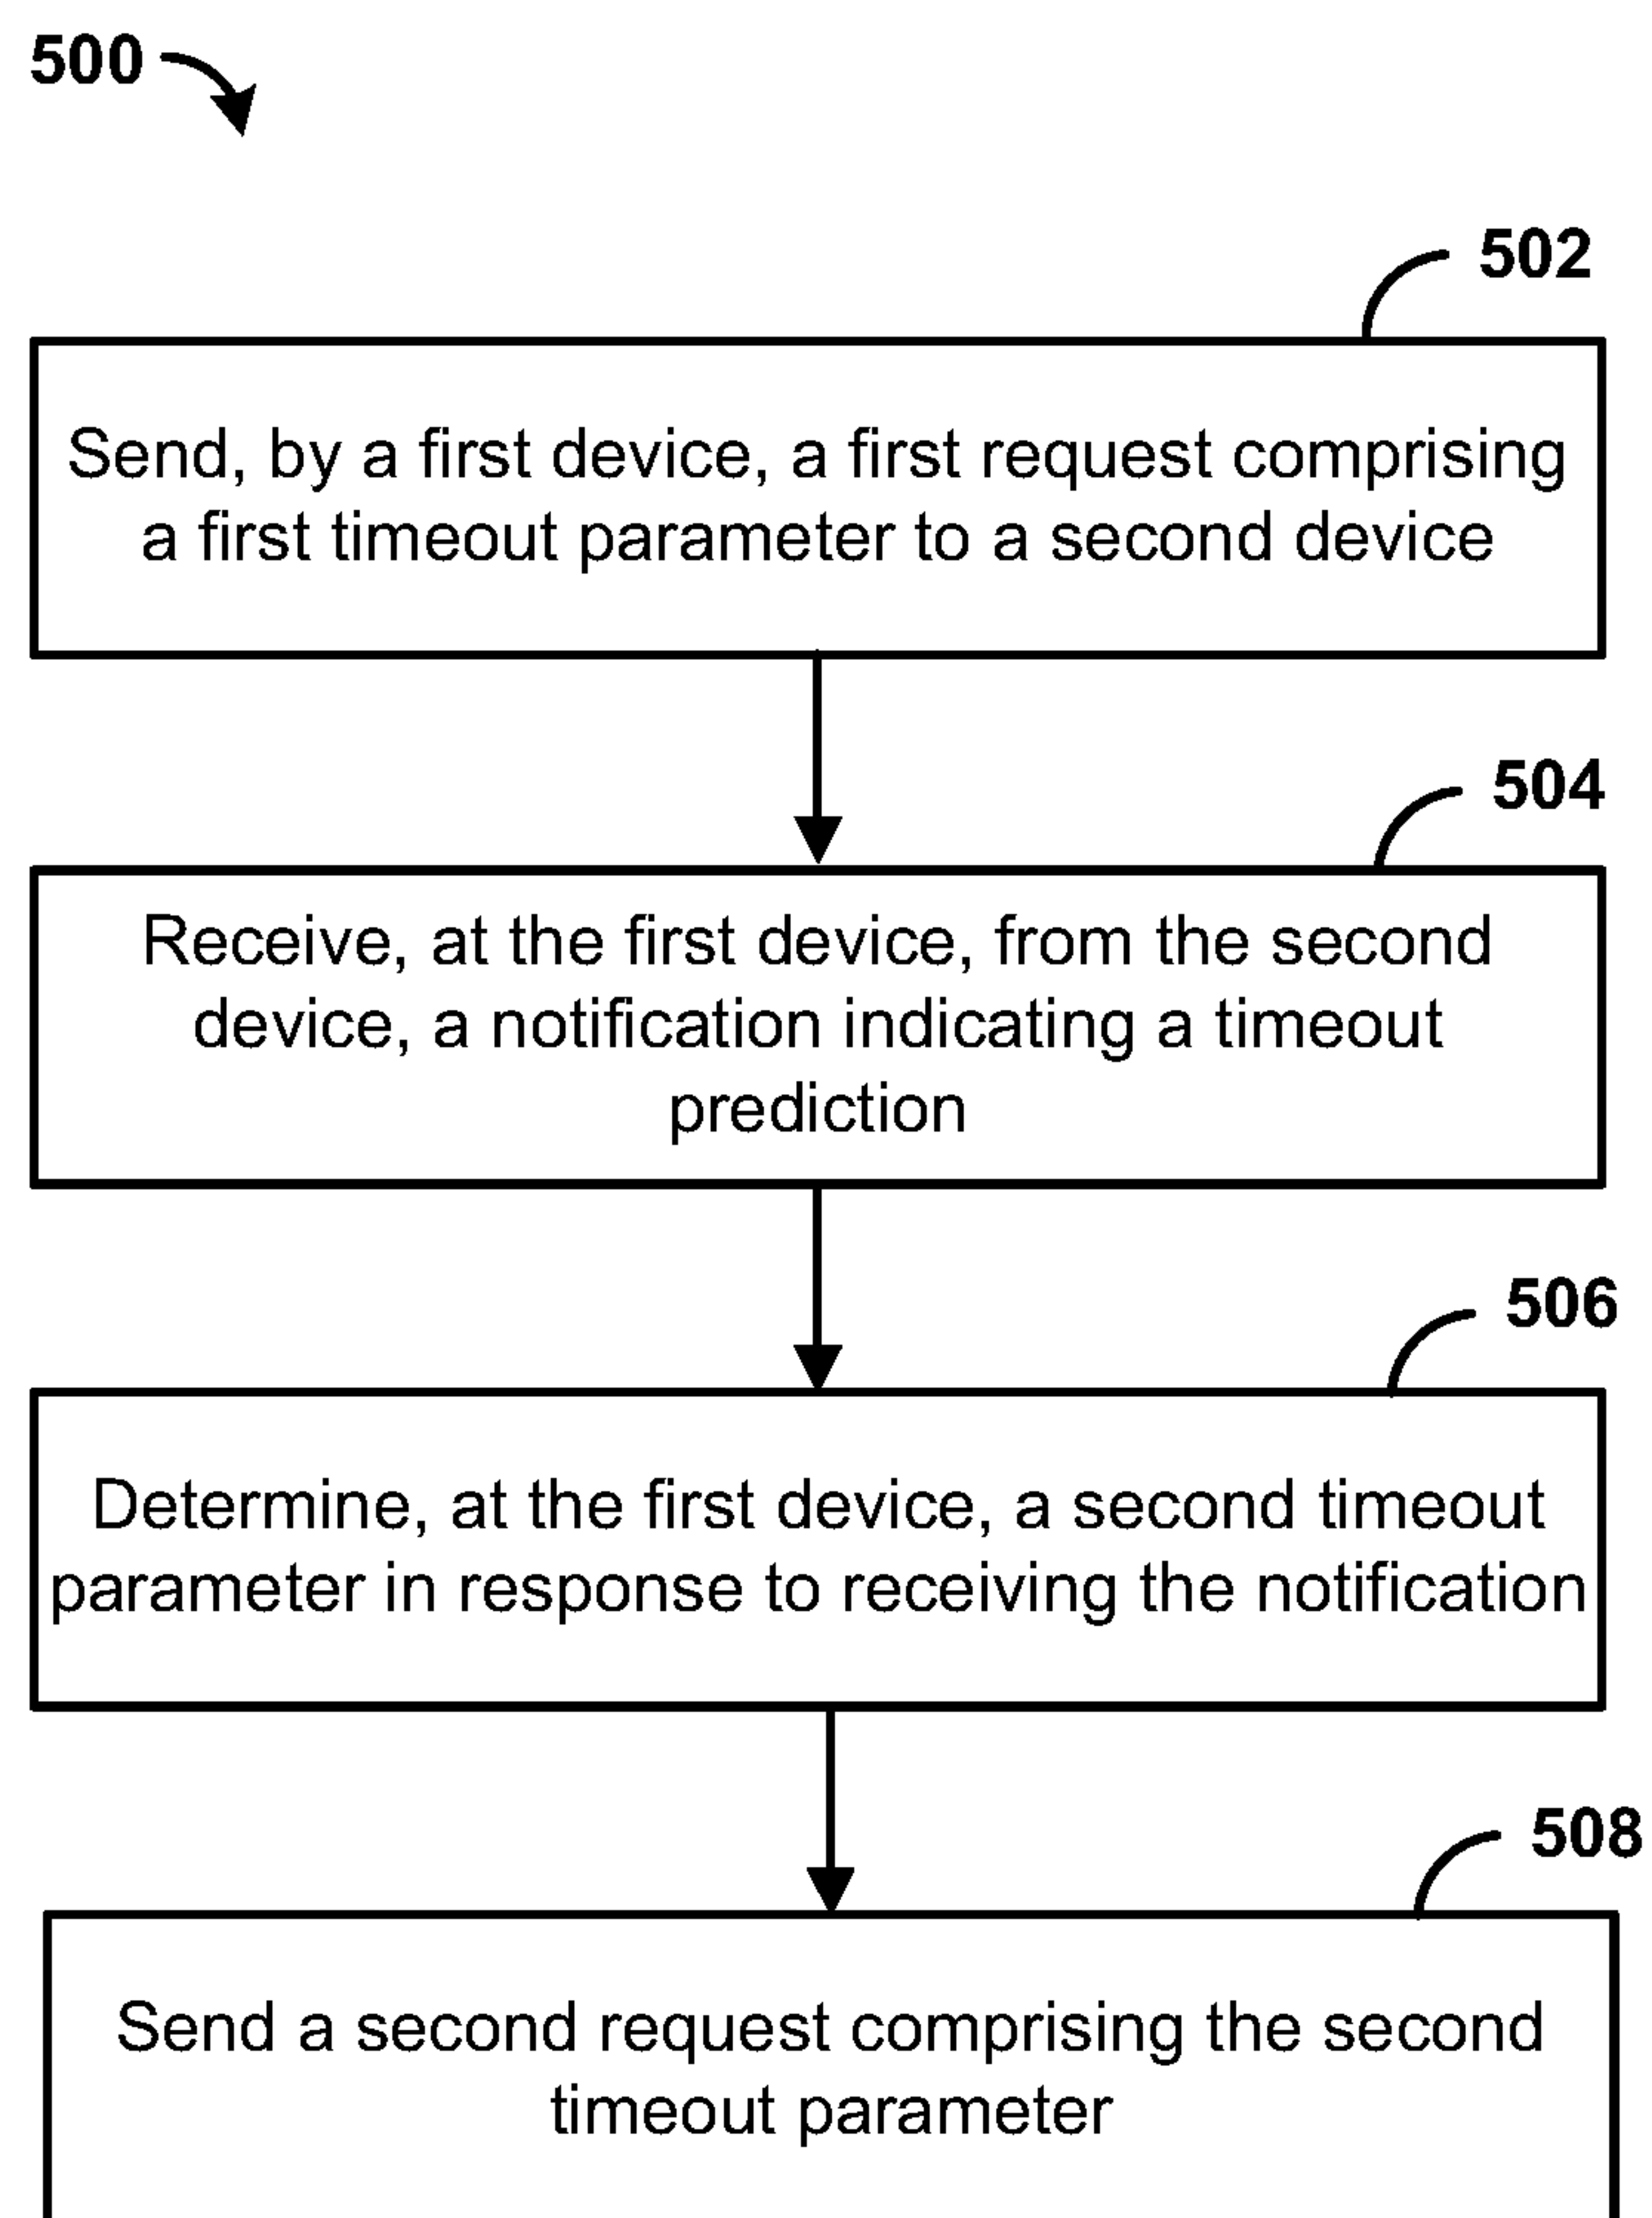 500
502
Send, by a first device, a first request comprising
a first timeout parameter to a second device
504
Receive, at the first device, from the second
device, a notification indicating a timeout
prediction
506
Determine, at the first device, a second timeout
parameter in response to receiving the notification
508
Send a second request comprising the second
timeout parameter